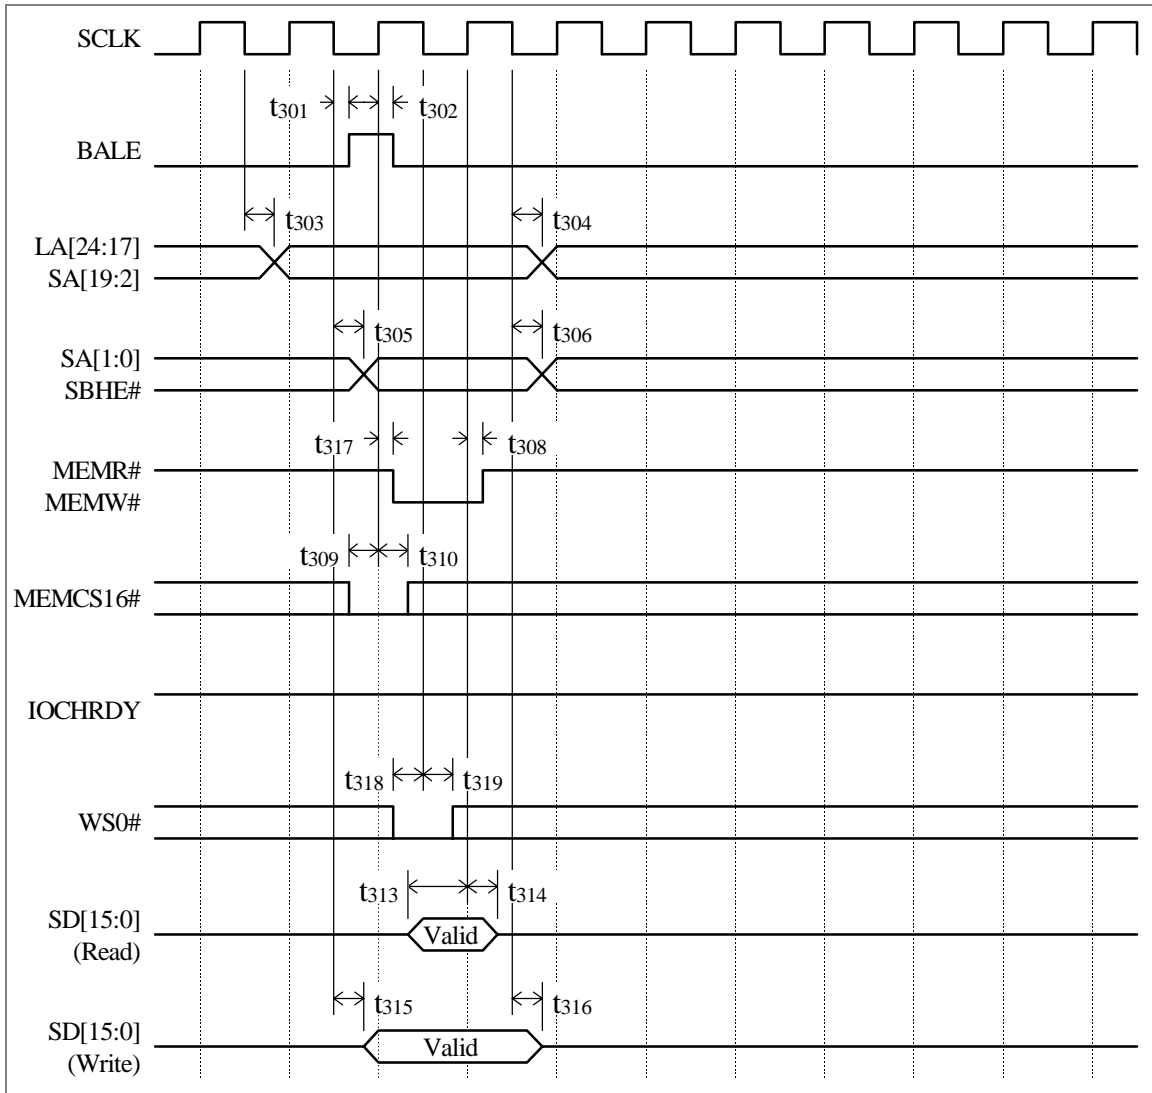 SCLK
t301 t302
BALE
t303 t304
LA[24:17]
SA[19:2]
t305 t306
SA[1:0]
SBHE#
t317 t308
MEMR#
MEMW#
t309 t310
MEMCS16#
IOCHRDY
t318 t319
WS0#
t313 t314
SD[15:0]
(Read)
Valid
t315 t316
SD[15:0]
(Write)
Valid